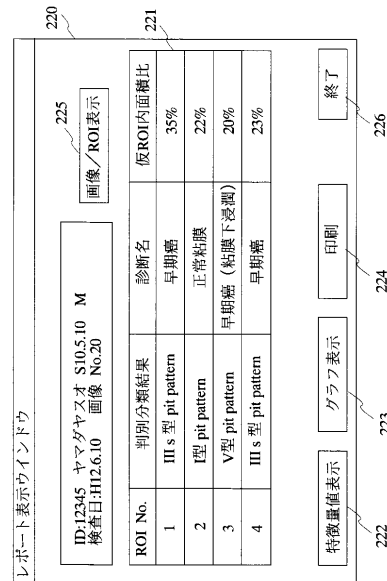 レポート表示ウインドウ
220
ID:12345 ヤマダヤスオ S10.5.10 M
検査日:H12.6.10 画像 No.20
225
画像／ROI表示
221
ROI No. 判別分類結果 診断名 仮ROI内面積比
1 III s 型 pit pattern 早期癌 35%
2 I型 pit pattern 正常粘膜 22%
3 V型 pit pattern 早期癌（粘膜下浸潤） 20%
4 III s 型 pit pattern 早期癌 23%
特徴量値表示 グラフ表示 印刷 終了
222 223 224 226